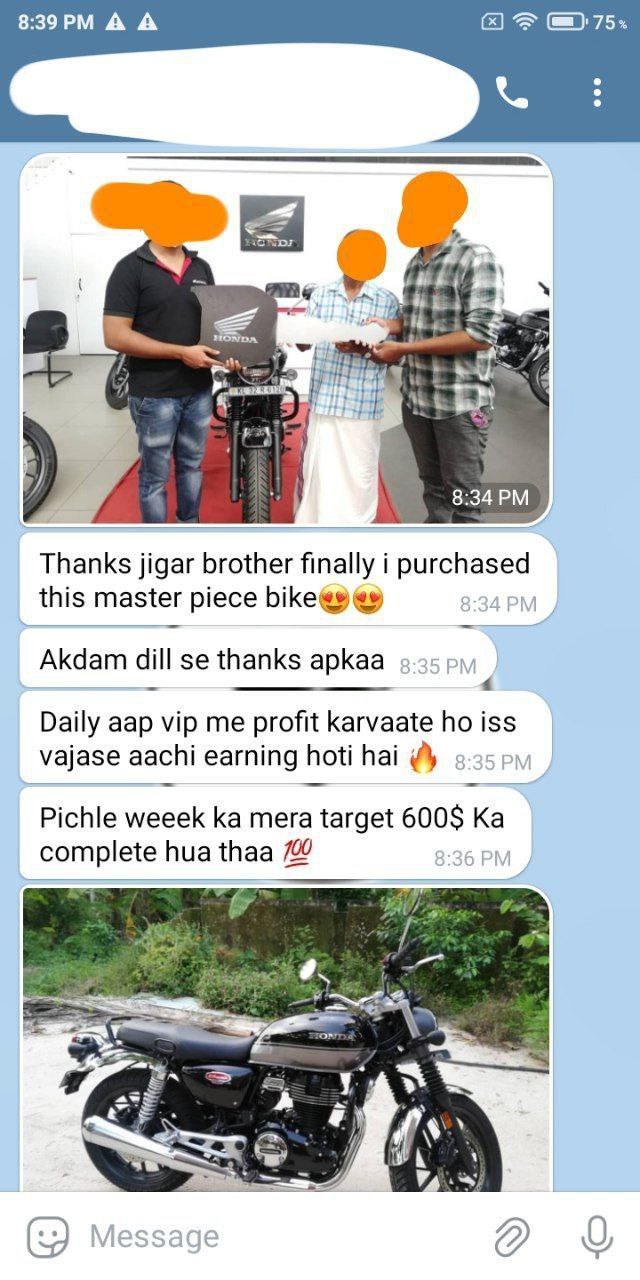 8:39 PM
75%
HONDA
HONDA
8:34 PM
Thanks jigar brother finally i purchased
this master piece bike😍😍 8:34 PM
Akdam dill se thanks apkaa 8:35 PM
Daily aap vip me profit karvaate ho iss
vajase aachi earning hoti hai 🔥 8:35 PM
Pichle weeek ka mera target 600$ Ka
complete hua thaa 💯 8:36 PM
HONDA
Message